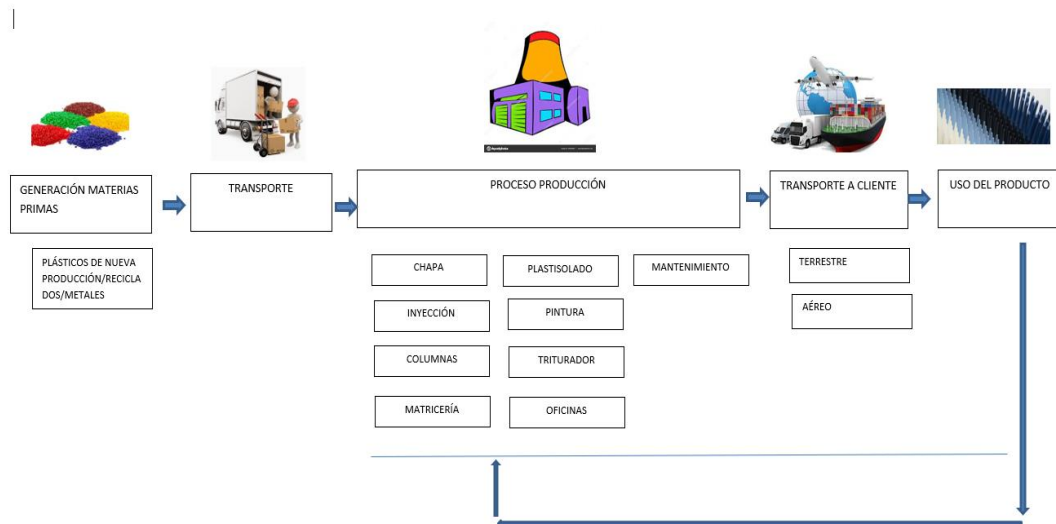 GENERACIÓN MATERIAS
PRIMAS
TRANSPORTE
PROCESO PRODUCCIÓN
TRANSPORTE A CLIENTE
USO DEL PRODUCTO
PLÁSTICOS DE NUEVA
PRODUCCIÓN/RECICLA
DOS/METALES
CHAPA
PLASTISOLADO
MANTENIMIENTO
TERRESTRE
INYECCIÓN
PINTURA
AÉREO
COLUMNAS
TRITURADOR
MATRICERÍA
OFICINAS